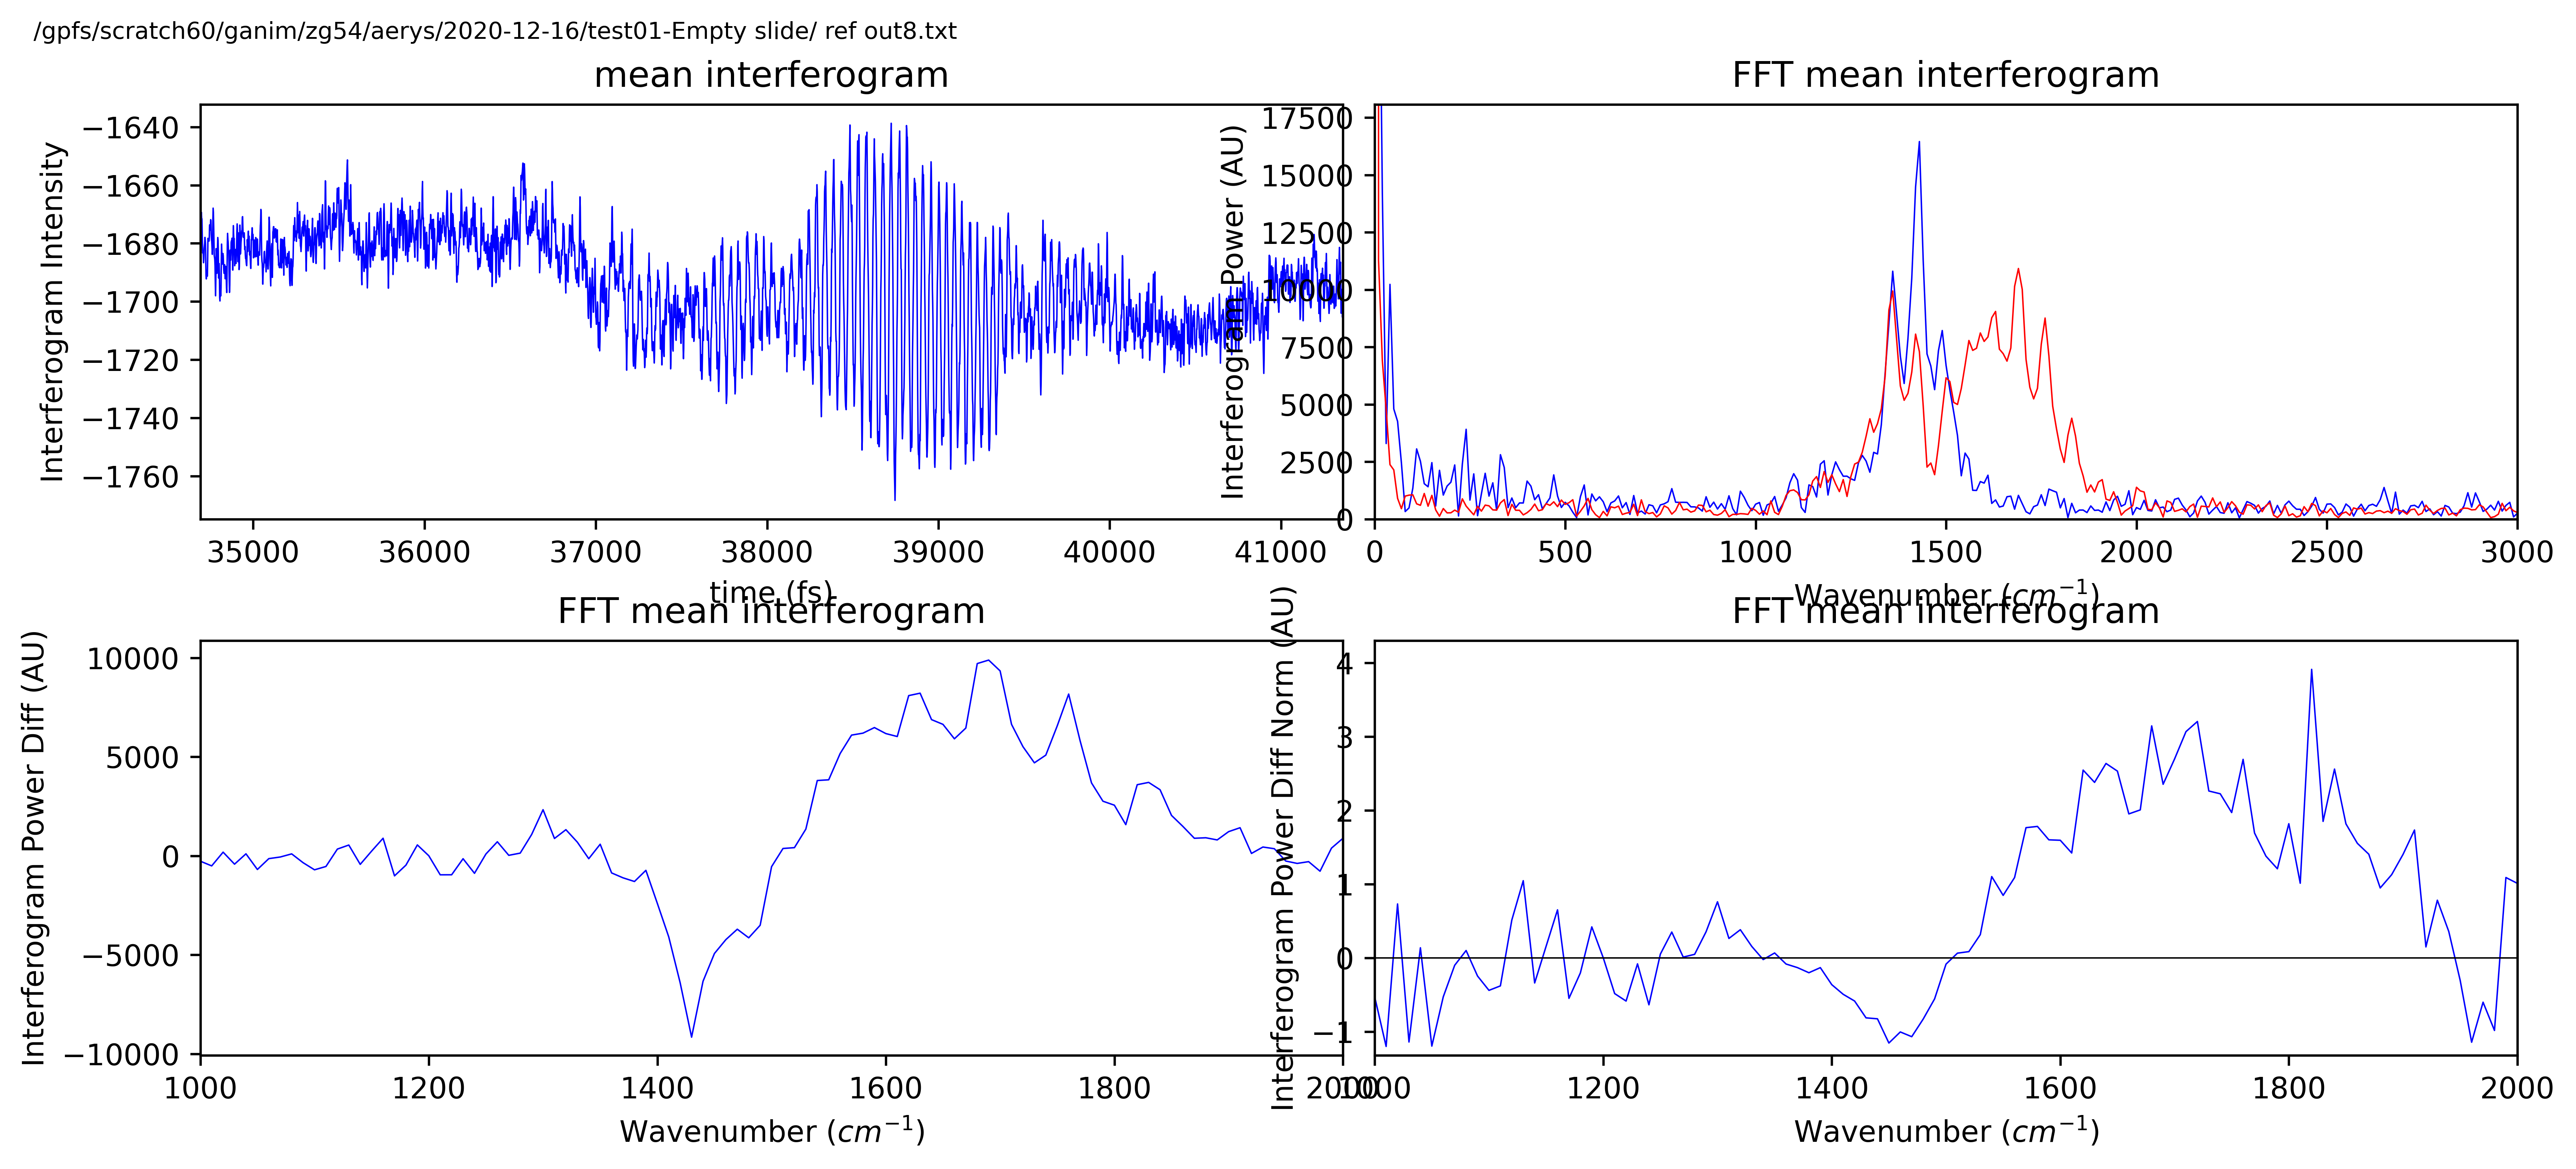 /gpfs/scratch60/ganim/zg54/aerys/2020-12-16/test01-Empty slide/ ref out8.txt
mean interferogram
Interferogram Intensity
−1640
−1660
−1680
−1700
−1720
−1740
−1760
35000 36000 37000 38000 39000 40000 41000
time (fs)
FFT mean interferogram
Interferogram Power (AU)
17500
15000
12500
10000
7500
5000
2500
0
0 500 1000 1500 2000 2500 3000
Wavenumber (cm−1)
FFT mean interferogram
Interferogram Power Diff (AU)
10000
5000
0
−5000
−10000
1000 1200 1400 1600 1800 2000
Wavenumber (cm−1)
FFT mean interferogram
Interferogram Power Diff Norm (AU)
4
3
2
1
0
−1
1000 1200 1400 1600 1800 2000
Wavenumber (cm−1)